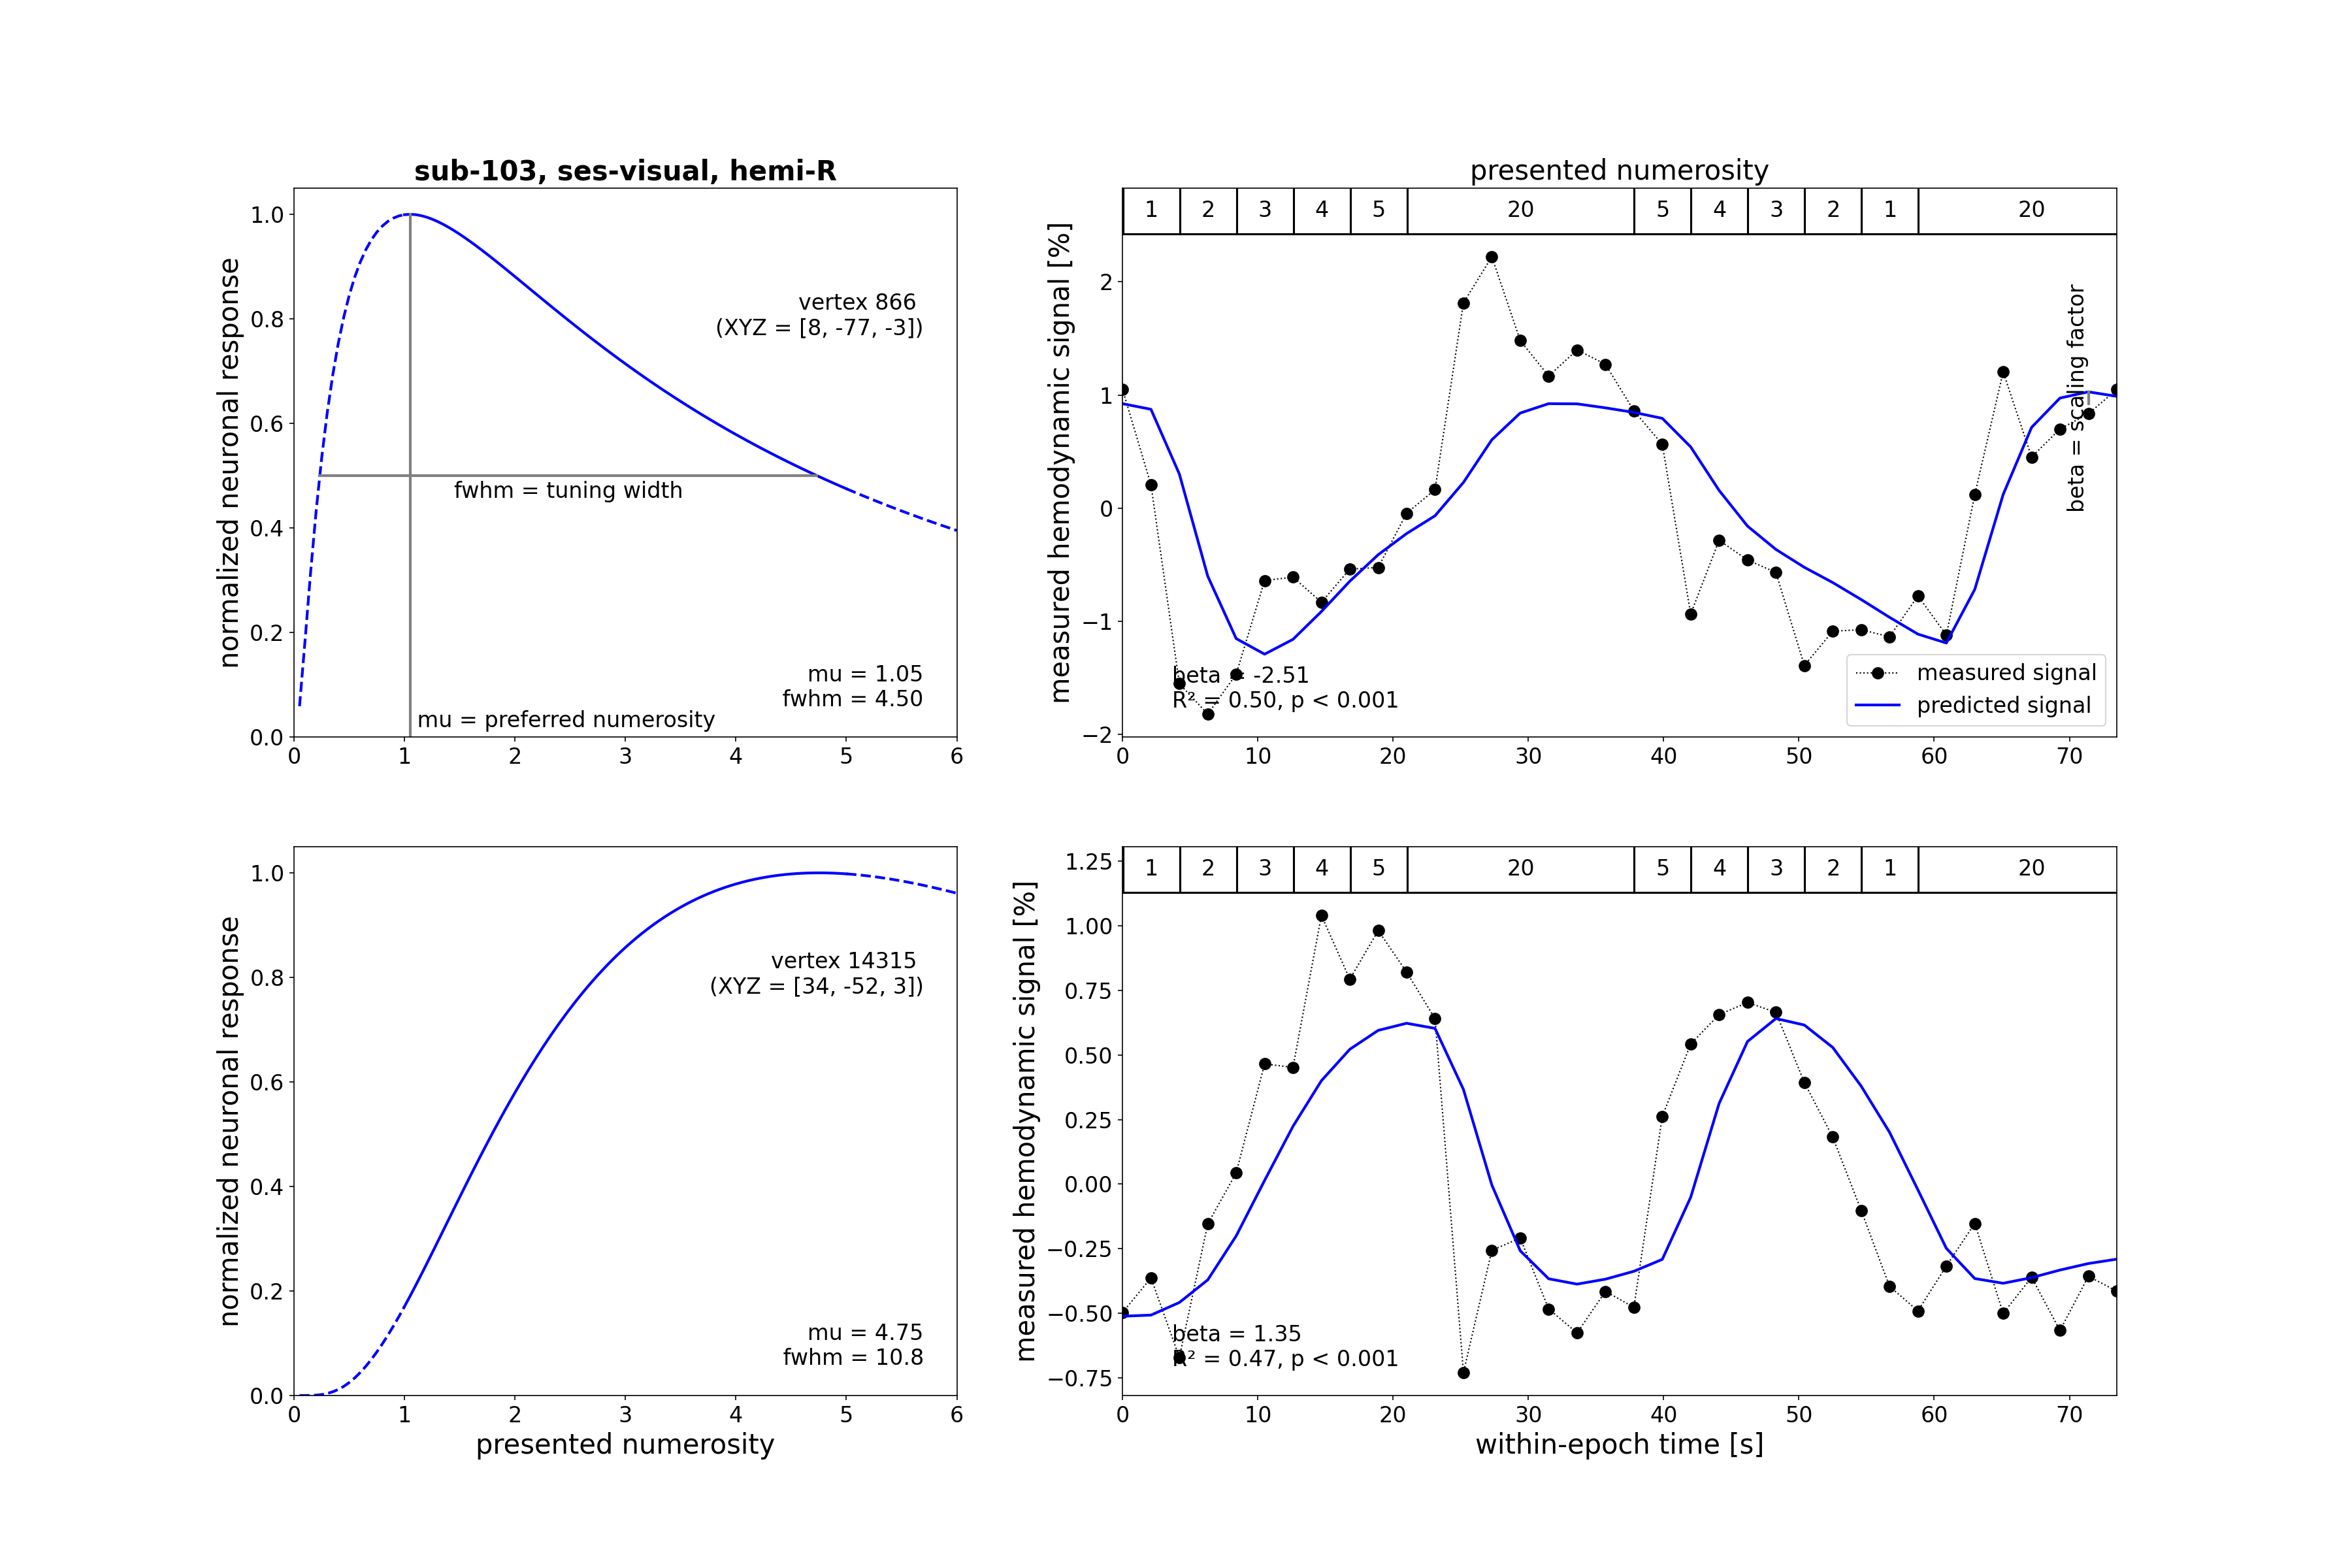 sub-103, ses-visual, hemi-R
normalized neuronal response
1.0
0.8
0.6
0.4
0.2
0.0
vertex 866
(XYZ = [8, -77, -3])
fwhm = tuning width
mu = 1.05
fwhm = 4.50
mu = preferred numerosity
0 1 2 3 4 5 6
presented numerosity
1 2 3 4 5 20 5 4 3 2 1 20
measured hemodynamic signal [%]
2
1
0
−1
−2
beta = scaling factor
beta = -2.51
R² = 0.50, p < 0.001
measured signal
predicted signal
0 10 20 30 40 50 60 70
normalized neuronal response
1.0
0.8
0.6
0.4
0.2
0.0
vertex 14315
(XYZ = [34, -52, 3])
mu = 4.75
fwhm = 10.8
0 1 2 3 4 5 6
presented numerosity
1 2 3 4 5 20 5 4 3 2 1 20
measured hemodynamic signal [%]
1.25
1.00
0.75
0.50
0.25
0.00
−0.25
−0.50
−0.75
beta = 1.35
R² = 0.47, p < 0.001
0 10 20 30 40 50 60 70
within-epoch time [s]